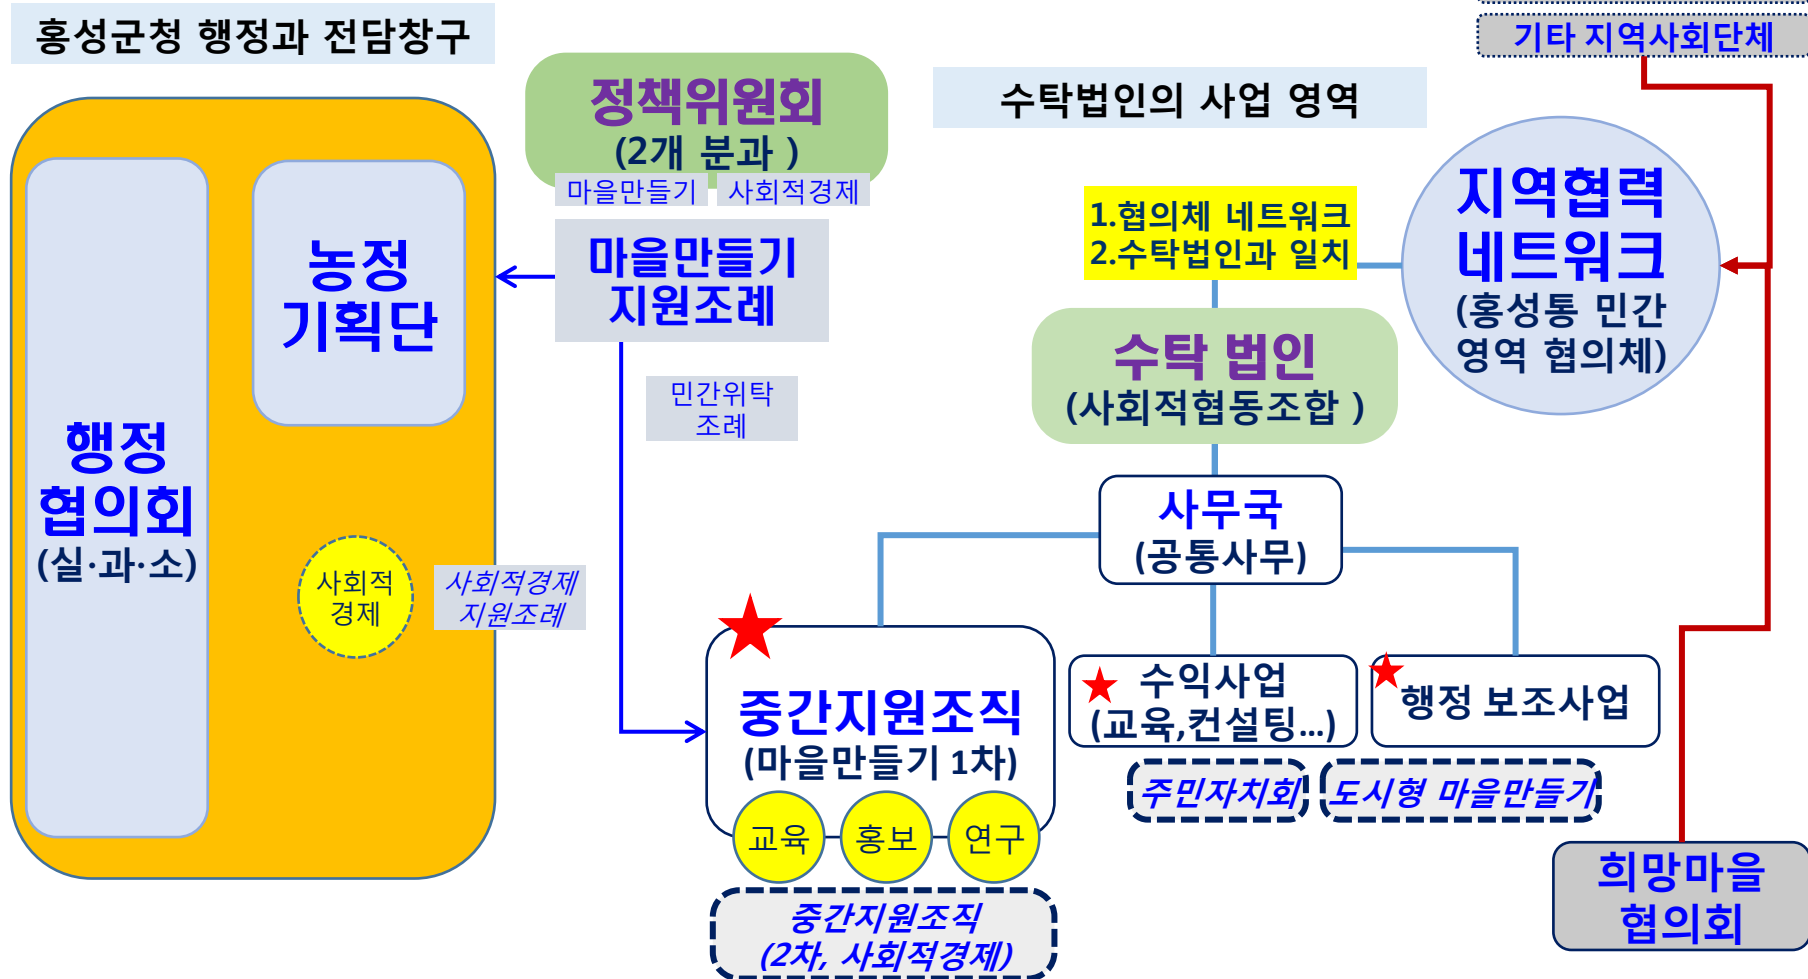 홍성군청 행정과 전담창구
정책위원회
(2개 분과 )
마을만들기
사회적경제
마을만들기
지원조례
민간위탁
조례
농정
기획단
행정
협의회
(실·과·소)
사회적
경제
사회적경제
지원조례
수탁법인의 사업 영역
기타 지역사회단체
1.협의체 네트워크
2.수탁법인과 일치
지역협력
네트워크
(홍성통 민간
영역 협의체)
수탁 법인
(사회적협동조합 )
사무국
(공통사무)
중간지원조직
(마을만들기 1차)
교육
홍보
연구
중간지원조직
(2차, 사회적경제)
수익사업
(교육,컨설팅...)
행정 보조사업
주민자치회
도시형 마을만들기
희망마을
협의회